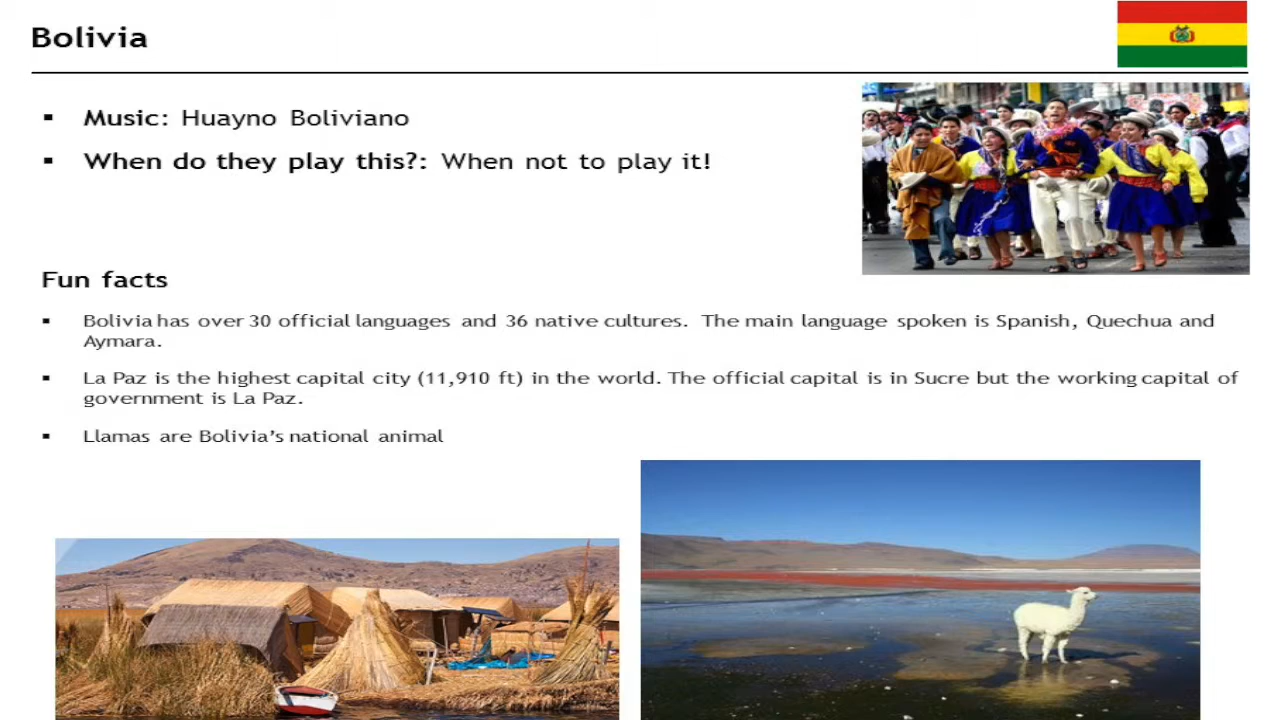 Bolivia
Music: Huayno Boliviano
When do they play this?: When not to play it!
Fun facts
Bolivia has over 30 official languages and 36 native cultures. The main language spoken is Spanish, Quechua and
Aymara.
La Paz is the highest capital city (11,910 ft) in the world. The official capital is in Sucre but the working capital of
government is La Paz.
Llamas are Bolivia’s national animal